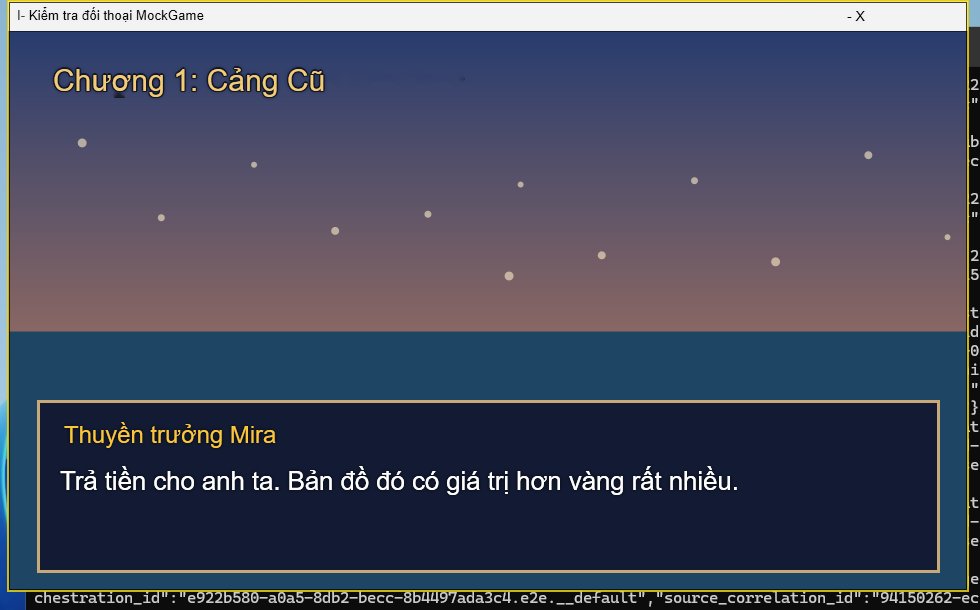 I- Kiểm tra đối thoại MockGame
- X
Chương 1: Cảng Cũ
Thuyền trưởng Mira
Trả tiền cho anh ta. Bản đồ đó có giá trị hơn vàng rất nhiều.
chestration_id":"e922b580-a0a5-8db2-becc-8b4497ada3c4.e2e.__default","source_correlation_id":"94150262-e